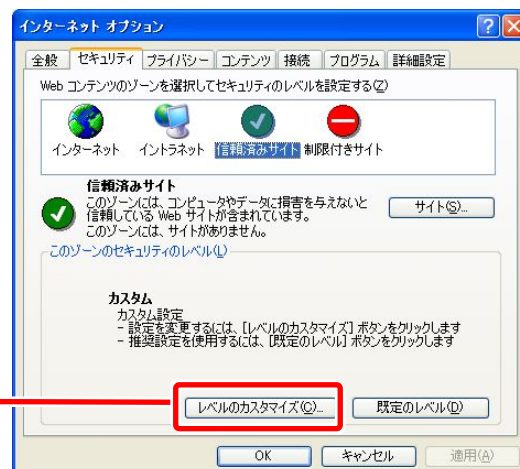 インターネット オプション
全般 セキュリティ プライバシー コンテンツ 接続 プログラム 詳細設定
Web コンテンツのゾーンを選択してセキュリティのレベルを設定する(Z)
インターネット イントラネット 信頼済みサイト 制限付きサイト
信頼済みサイト
このゾーンには、コンピュータやデータに損害を与えないと
信頼している Web サイトが含まれています。
このゾーンには、サイトがありません。
サイト(S)...
このゾーンのセキュリティのレベル(L)
カスタム
カスタム設定
- 設定を変更するには、[レベルのカスタマイズ] ボタンをクリックします
- 推奨設定を使用するには、[既定のレベル] ボタンをクリックします
レベルのカスタマイズ(C)... 既定のレベル(D)
OK キャンセル 適用(A)